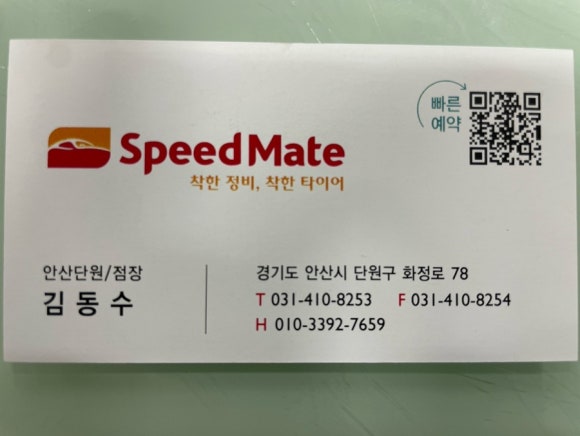 빠른
예약
Speed Mate
착한 정비, 착한 타이어
안산단원/점장
김동수
경기도 안산시 단원구 화정로 78
T 031-410-8253 F 031-410-8254
H 010-3392-7659